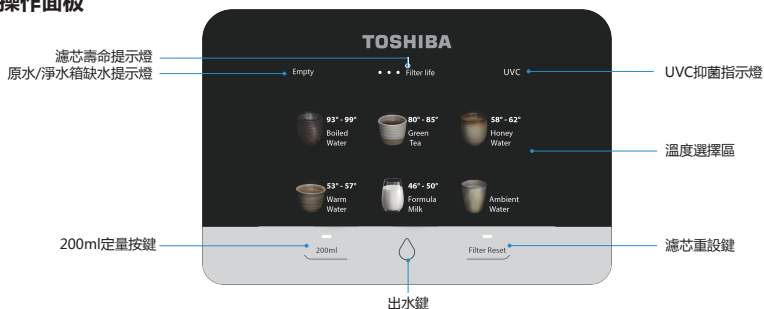 操作面板
TOSHIBA
濾芯壽命提示燈
原水/淨水箱缺水提示燈
Empty
Filter life
UVC
UVC抑菌指示燈
93° - 99°
Boiled
Water
80° - 85°
Green
Tea
58° - 62°
Honey
Water
溫度選擇區
53° - 57°
Warm
Water
46° - 50°
Formula
Milk
Ambient
Water
200ml定量按鍵
200ml
Filter Reset
濾芯重設鍵
出水鍵